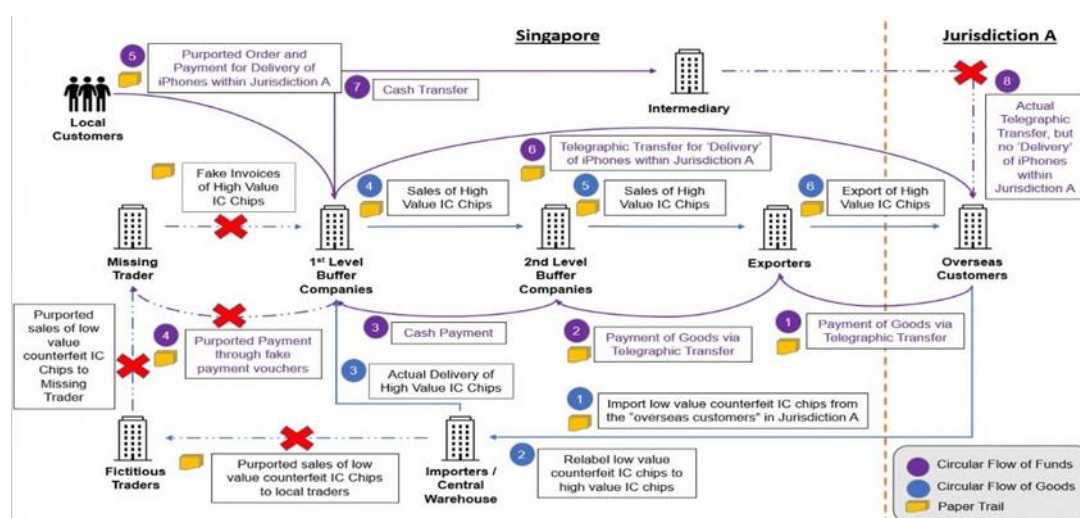 Singapore
Jurisdiction A
5
Purported Order and
Payment for Delivery of
iPhones within Jurisdiction A
7
Cash Transfer
Local
Customers
Intermediary
8
Actual
Telegraphic
Transfer, but
no 'Delivery'
of iPhones
within
Jurisdiction A
6
Telegraphic Transfer for 'Delivery'
of iPhones within Jurisdiction A
Fake Invoices
of High Value
IC Chips
4
Sales of High
Value IC Chips
5
Sales of High
Value IC Chips
6
Export of High
Value IC Chips
Missing
Trader
1st Level
Buffer
Companies
2nd Level
Buffer
Companies
Exporters
Overseas
Customers
Purported
sales of low
value
counterfeit IC
Chips to
Missing
Trader
4
Purported Payment
through fake
payment vouchers
3
Cash Payment
2
Payment of Goods via
Telegraphic Transfer
1
Payment of Goods via
Telegraphic Transfer
3
Actual Delivery of
High Value IC Chips
1
Import low value counterfeit IC chips from
the "overseas customers" in Jurisdiction A
Fictitious
Traders
Purported sales of low
value counterfeit IC Chips
to local traders
Importers /
Central
Warehouse
2
Relabel low value
counterfeit IC chips to
high value IC chips
Circular Flow of Funds
Circular Flow of Goods
Paper Trail